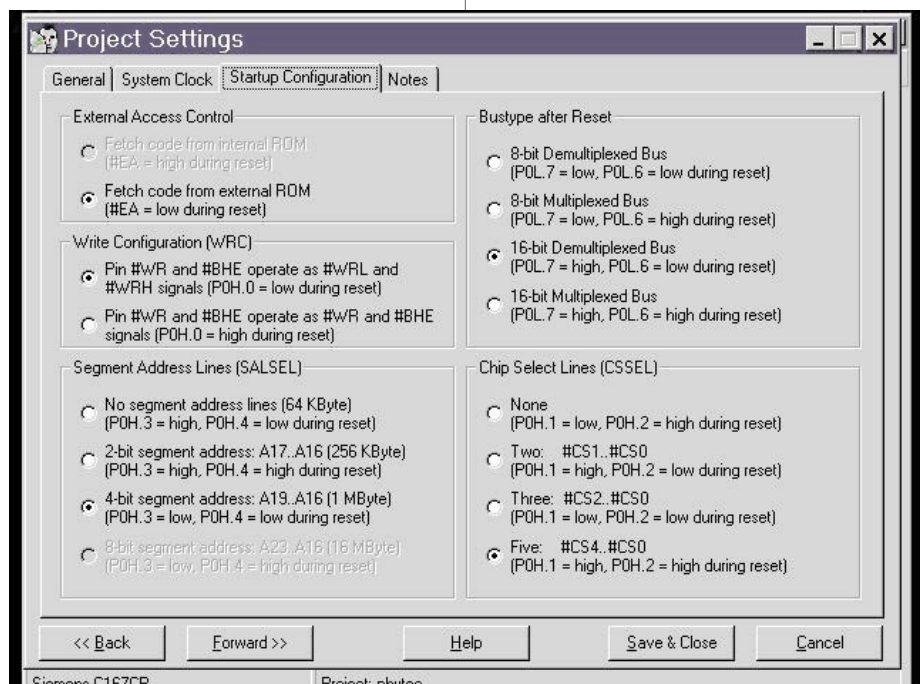 Project Settings
General System Clock Startup Configuration Notes
External Access Control
Fetch code from internal ROM
(#EA = high during reset)
Fetch code from external ROM
(#EA = low during reset)
Write Configuration (WRC)
Pin #WR and #BHE operate as #WRL and
#WRH signals (P0H.0 = low during reset)
Pin #WR and #BHE operate as #WR and #BHE
signals (P0H.0 = high during reset)
Segment Address Lines (SALSEL)
No segment address lines (64 KByte)
(P0H.3 = high, P0H.4 = low during reset)
2-bit segment address: A17..A16 (256 KByte)
(P0H.3 = high, P0H.4 = high during reset)
4-bit segment address: A19..A16 (1 MByte)
(P0H.3 = low, P0H.4 = low during reset)
8-bit segment address: A23..A16 (16 MByte)
(P0H.3 = low, P0H.4 = high during reset)
Bustype after Reset
8-bit Demultiplexed Bus
(P0L.7 = low, P0L.6 = low during reset)
8-bit Multiplexed Bus
(P0L.7 = low, P0L.6 = high during reset)
16-bit Demultiplexed Bus
(P0L.7 = high, P0L.6 = low during reset)
16-bit Multiplexed Bus
(P0L.7 = high, P0L.6 = high during reset)
Chip Select Lines (CSSEL)
None
(P0H.1 = low, P0H.2 = high during reset)
Two: #CS1..#CS0
(P0H.1 = high, P0H.2 = low during reset)
Three: #CS2..#CS0
(P0H.1 = low, P0H.2 = low during reset)
Five: #CS4..#CS0
(P0H.1 = high, P0H.2 = high during reset)
<< Back Forward >> Help Save & Close Cancel
Siemens C167CR Project: phytec